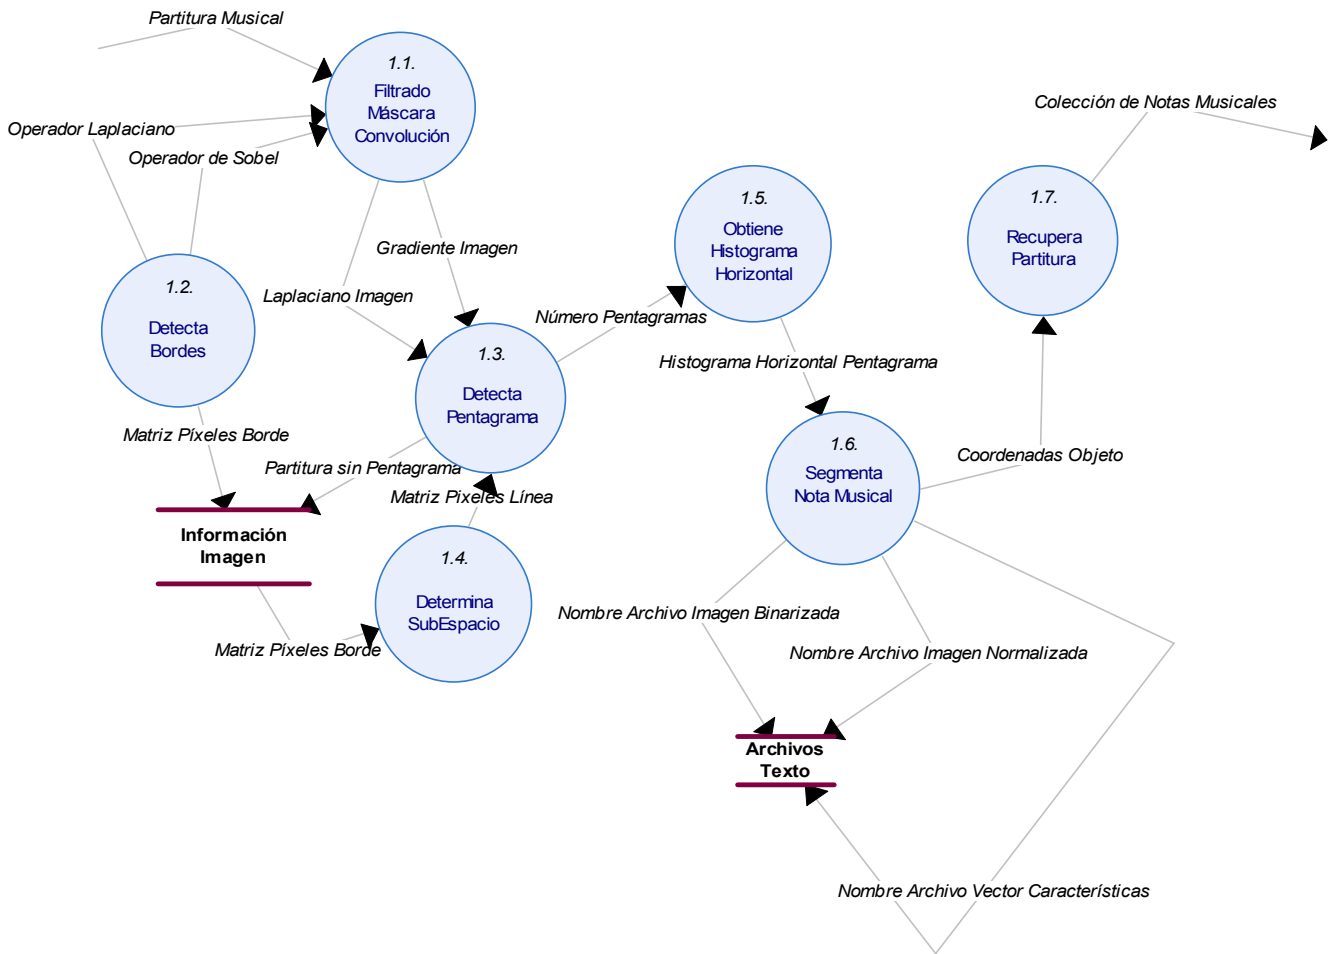 Partitura Musical
1.1.
Filtrado
Máscara
Convolución
Colección de Notas Musicales
Operador Laplaciano
Operador de Sobel
1.5.
Obtiene
Histograma
Horizontal
1.7.
Recupera
Partitura
Gradiente Imagen
1.2.
Detecta
Bordes
Laplaciano Imagen
Número Pentagramas
1.3.
Detecta
Pentagrama
Histograma Horizontal Pentagrama
Matriz Píxeles Borde
1.6.
Segmenta
Nota Musical
Coordenadas Objeto
Partitura sin Pentagrama
Matriz Pixeles Línea
Información
Imagen
1.4.
Determina
SubEspacio
Nombre Archivo Imagen Binarizada
Matriz Píxeles Borde
Nombre Archivo Imagen Normalizada
Archivos
Texto
Nombre Archivo Vector Características